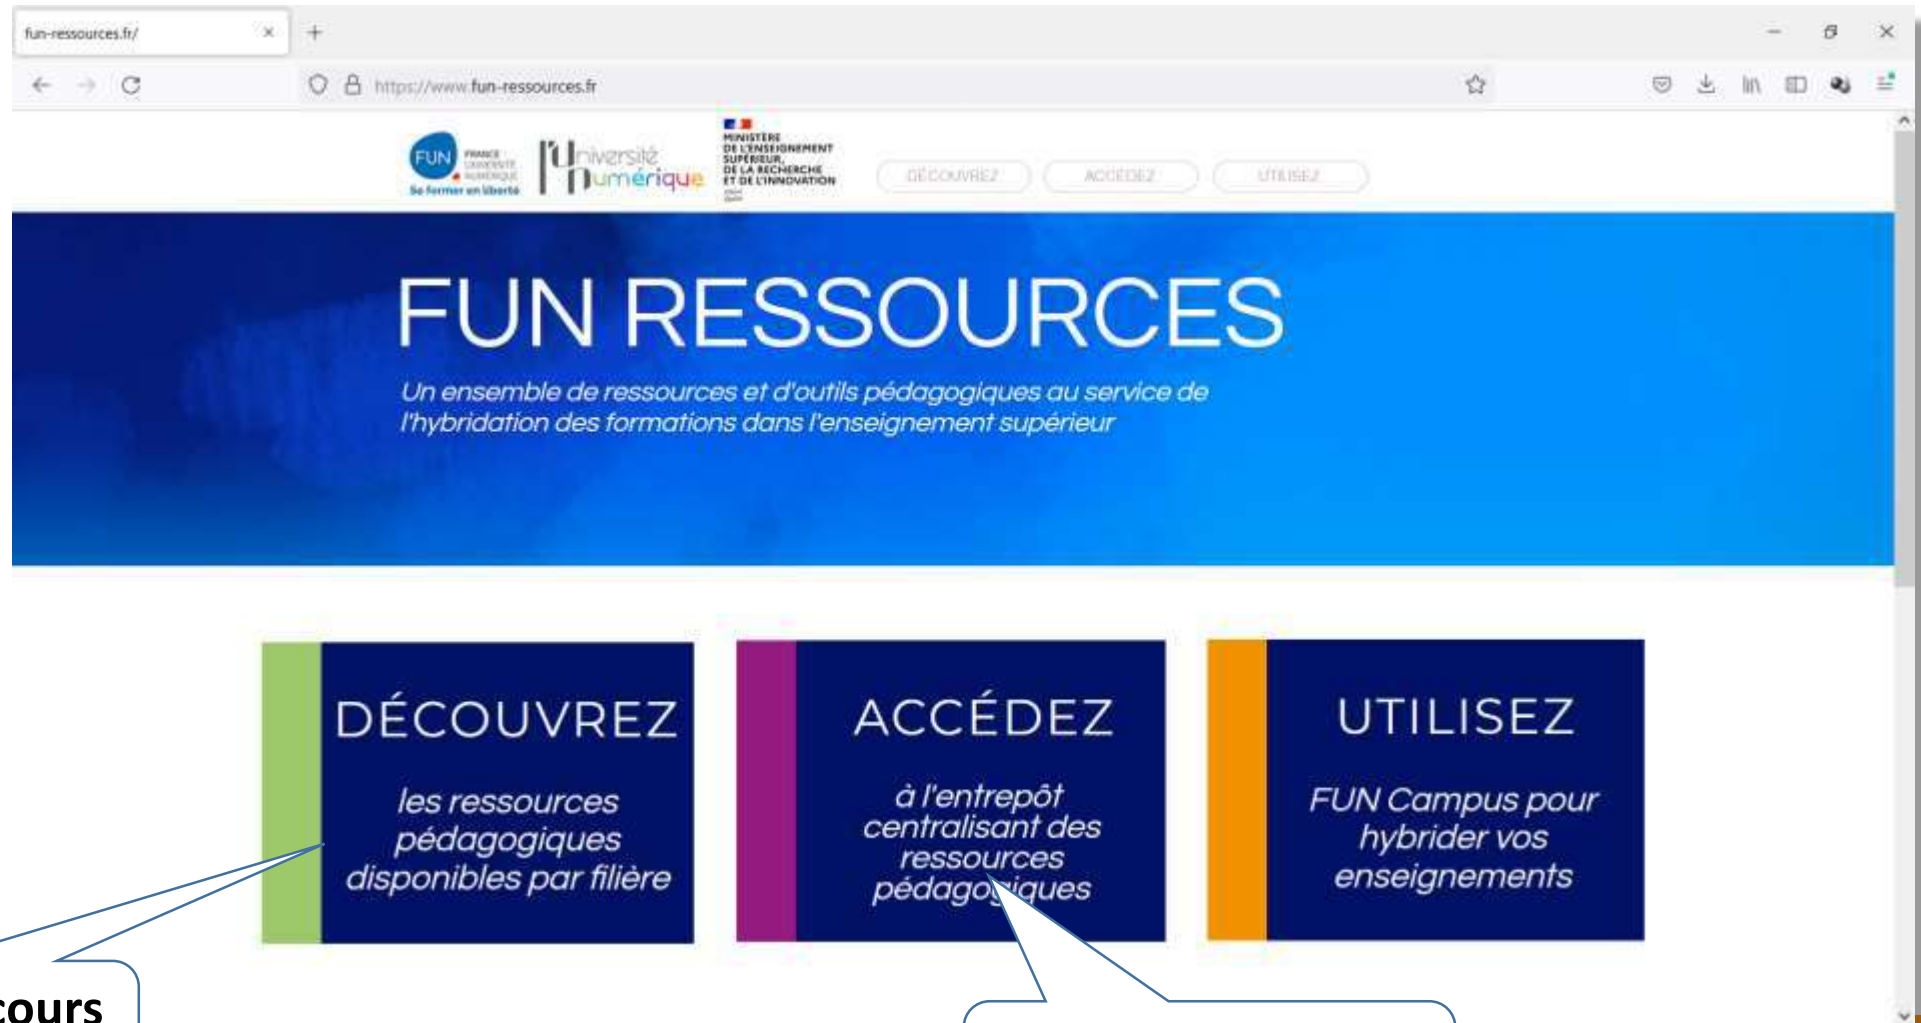 fun-ressources.fr/
https://www.fun-ressources.fr
FUN
FRANCE
UNIVERSITÉ
NUMÉRIQUE
Se former en liberté
l'Université
Numérique
MINISTÈRE
DE L'ENSEIGNEMENT
SUPÉRIEUR,
DE LA RECHERCHE
ET DE L'INNOVATION
DÉCOUVREZ
ACCÉDEZ
UTILISEZ
FUN RESSOURCES
Un ensemble de ressources et d'outils pédagogiques au service de
l'hybridation des formations dans l'enseignement supérieur
DÉCOUVREZ
les ressources
pédagogiques
disponibles par filière
ACCÉDEZ
à l'entrepôt
centralisant des
ressources
pédagogiques
UTILISEZ
FUN Campus pour
hybrider vos
enseignements
cours